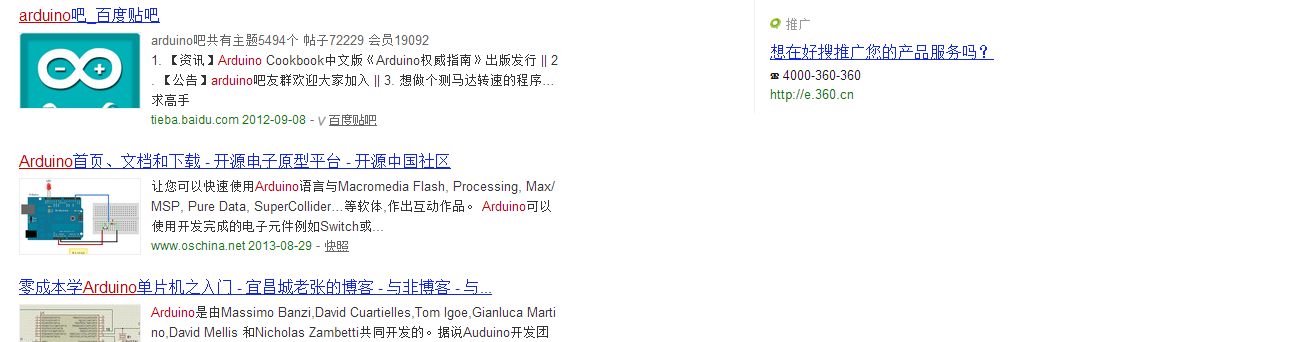 arduino吧_百度贴吧
arduino吧共有主题5494个 帖子72229 会员19092
1. 【资讯】Arduino Cookbook中文版《Arduino权威指南》出版发行 || 2
. 【公告】arduino吧友群欢迎大家加入 || 3. 想做个测马达转速的程序...
求高手
tieba.baidu.com 2012-09-08 - V 百度贴吧
Arduino首页、文档和下载 - 开源电子原型平台 - 开源中国社区
让您可以快速使用Arduino语言与Macromedia Flash, Processing, Max/
MSP, Pure Data, SuperCollider...等软体,作出互动作品。 Arduino可以
使用开发完成的电子元件例如Switch或...
www.oschina.net 2013-08-29 - 快照
零成本学Arduino单片机之入门 - 宜昌城老张的博客 - 与非博客 - 与...
Arduino是由Massimo Banzi,David Cuartielles,Tom Igoe,Gianluca Marti
no,David Mellis 和Nicholas Zambetti共同开发的。据说Auduino开发团
推广
想在好搜推广您的产品服务吗？
☎ 4000-360-360
http://e.360.cn